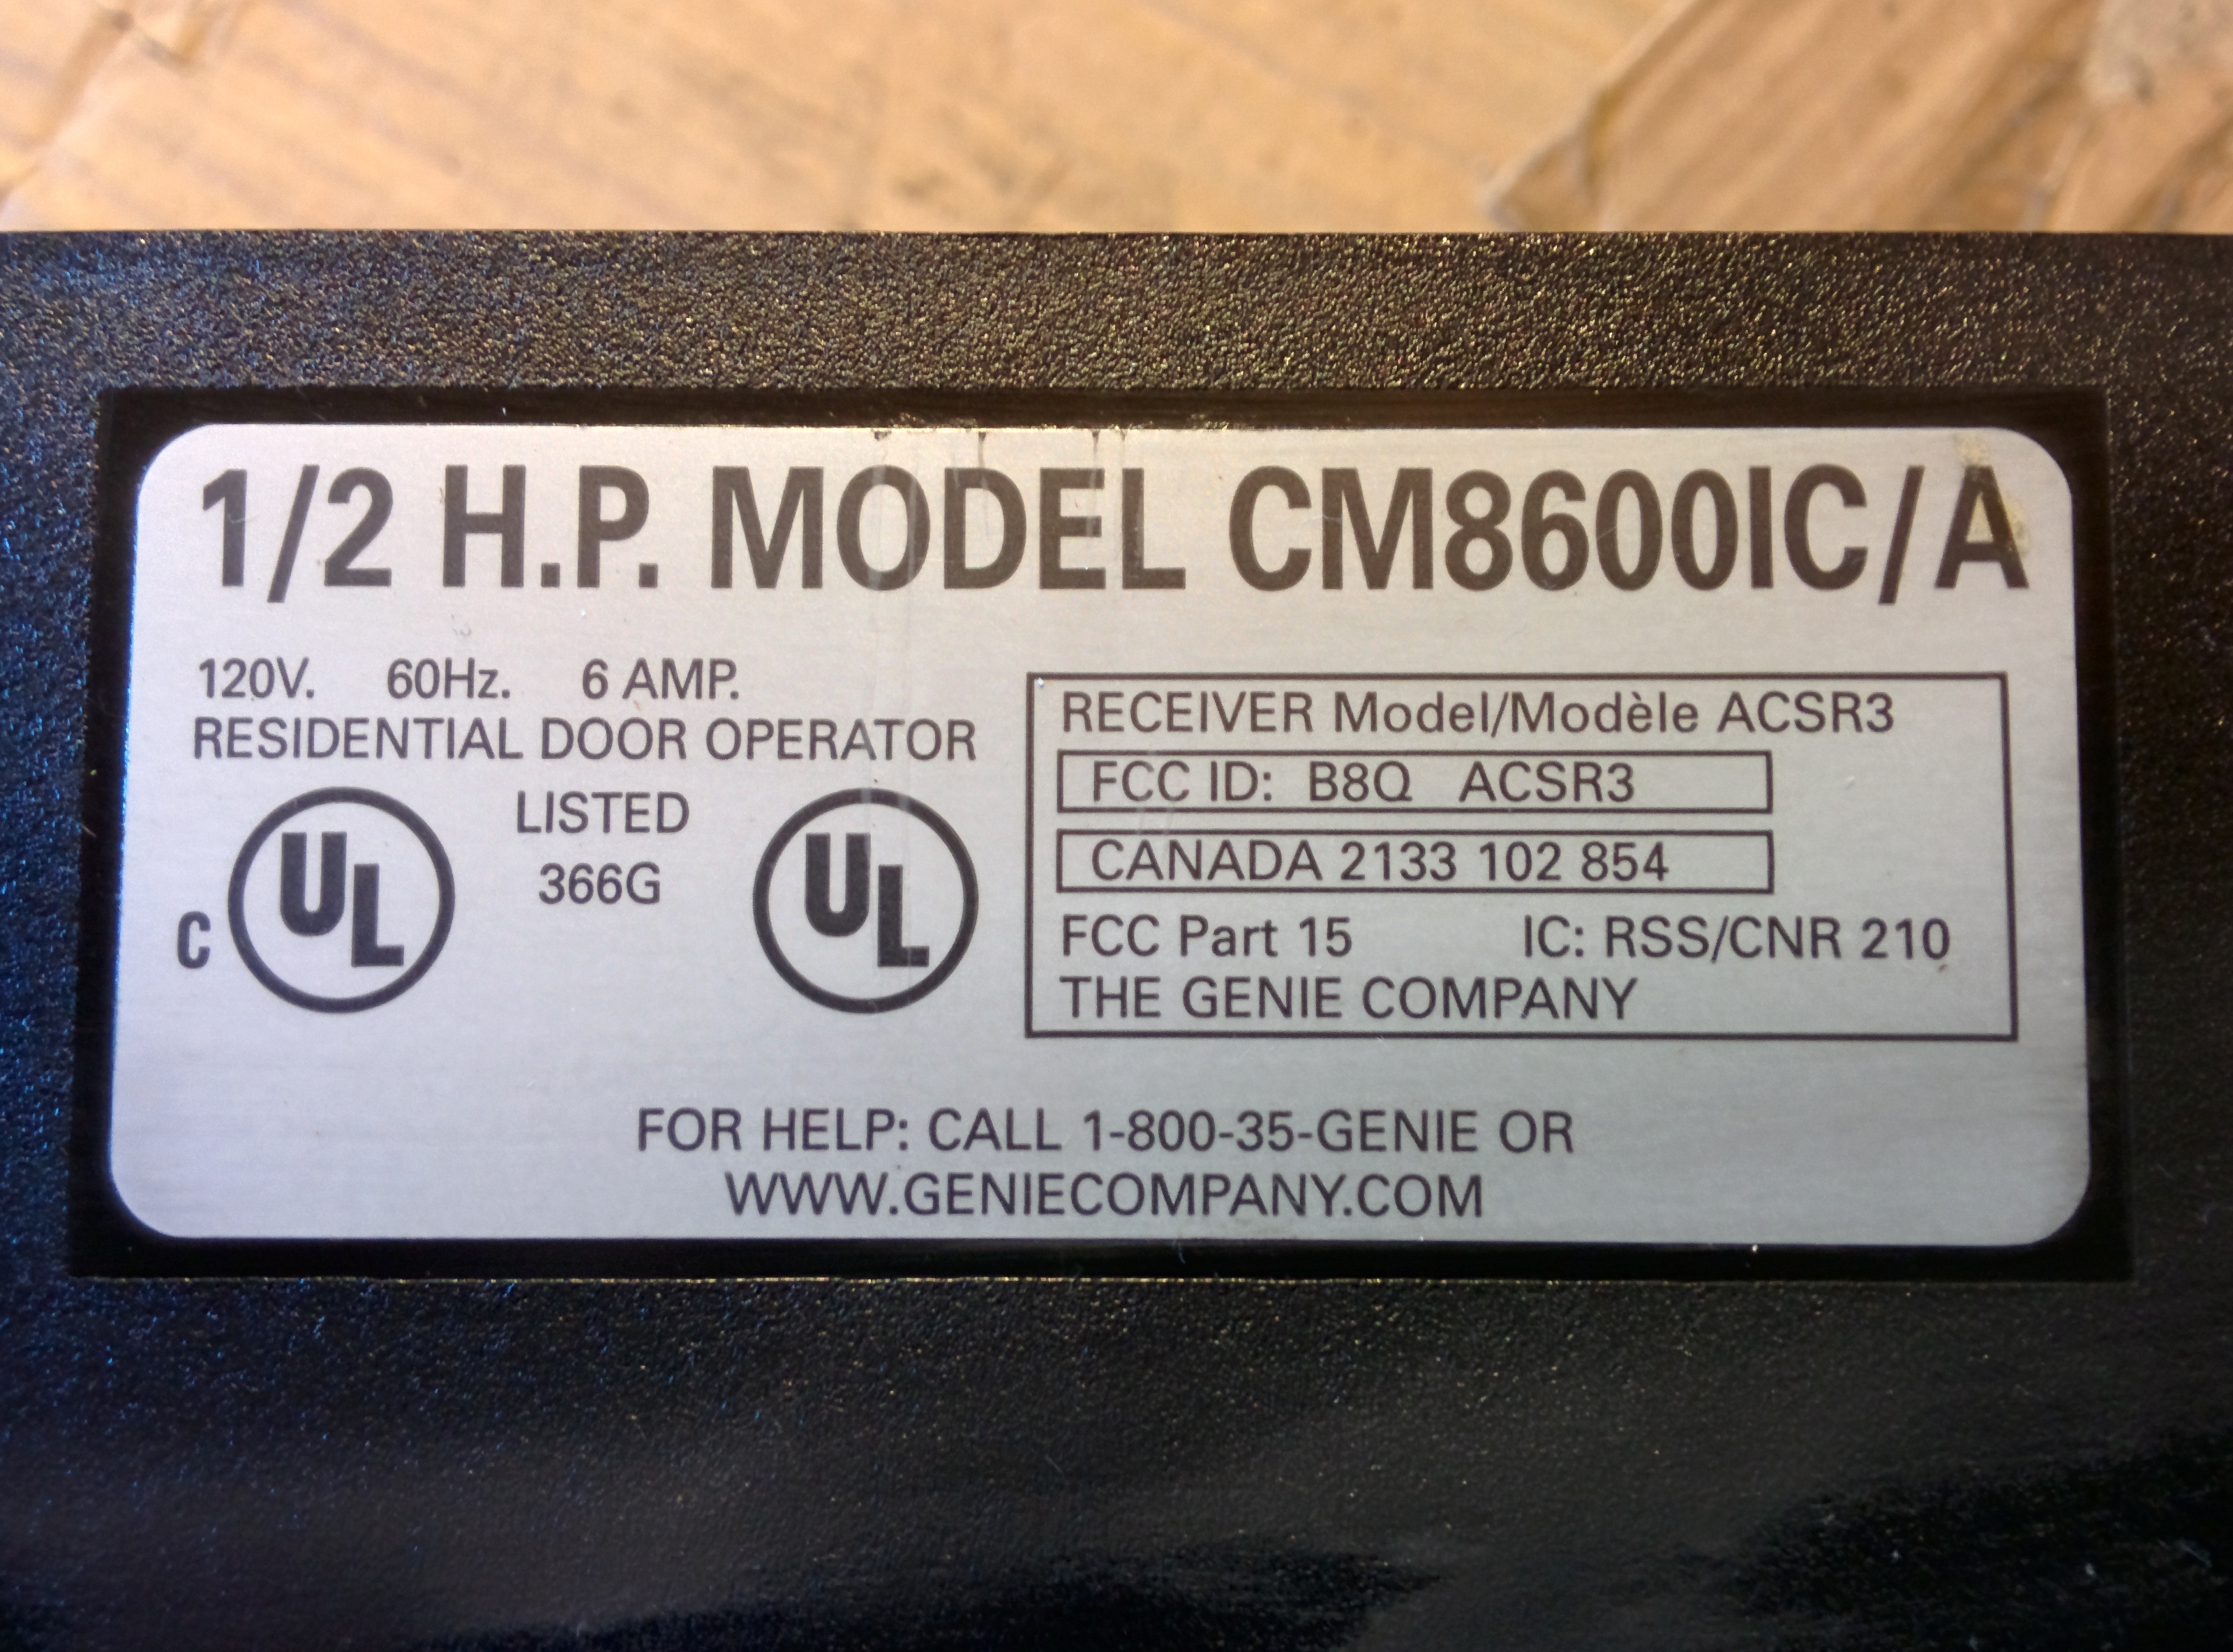 1/2 H.P. MODEL CM8600IC/A
120V. 60Hz. 6 AMP.
RESIDENTIAL DOOR OPERATOR
LISTED
366G
C UL
UL
RECEIVER Model/Modèle ACSR3
FCC ID: B8Q ACSR3
CANADA 2133 102 854
FCC Part 15 IC: RSS/CNR 210
THE GENIE COMPANY
FOR HELP: CALL 1-800-35-GENIE OR
WWW.GENIECOMPANY.COM